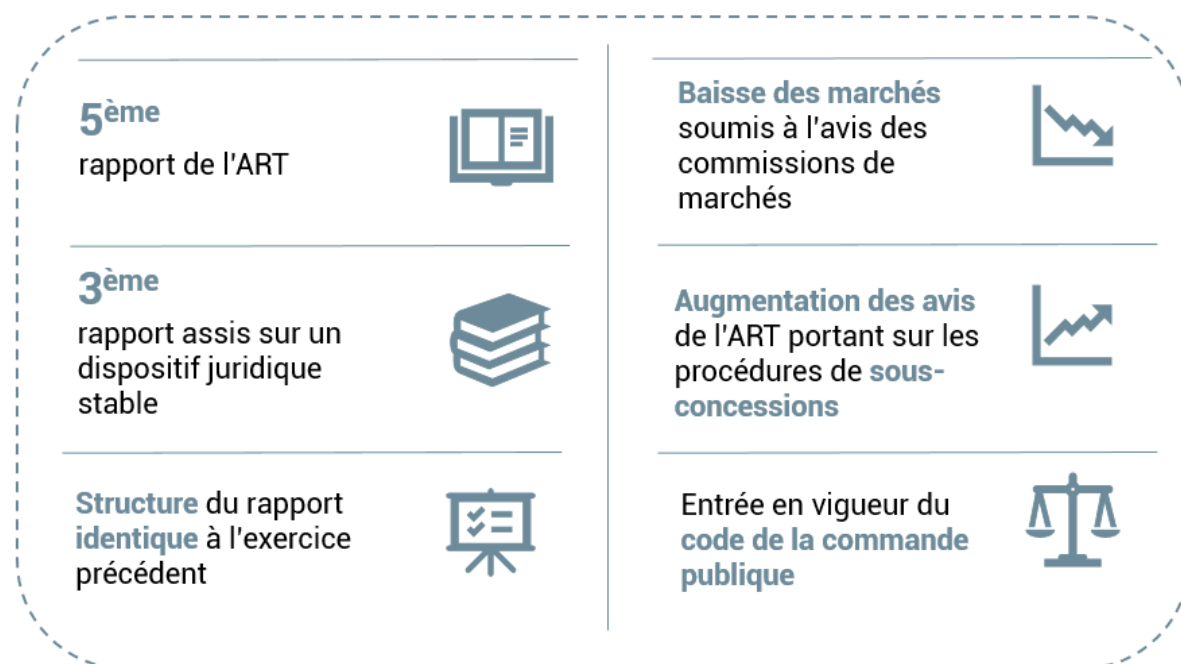 5ème
rapport de l'ART
3ème
rapport assis sur un
dispositif juridique
stable
Structure du rapport
identique à l'exercice
précédent
Baisse des marchés
soumis à l'avis des
commissions de
marchés
Augmentation des avis
de l'ART portant sur les
procédures de sous-
concessions
Entrée en vigueur du
code de la commande
publique